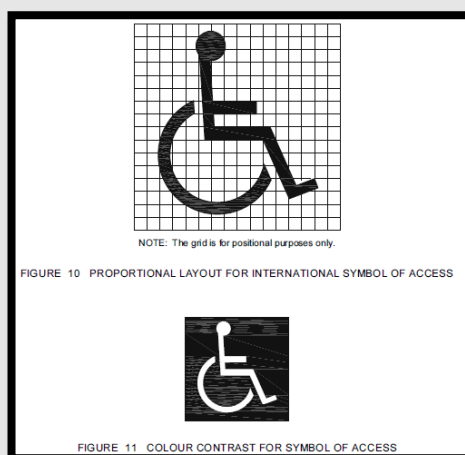 NOTE: The grid is for positional purposes only.
FIGURE 10 PROPORTIONAL LAYOUT FOR INTERNATIONAL SYMBOL OF ACCESS
FIGURE 11 COLOUR CONTRAST FOR SYMBOL OF ACCESS